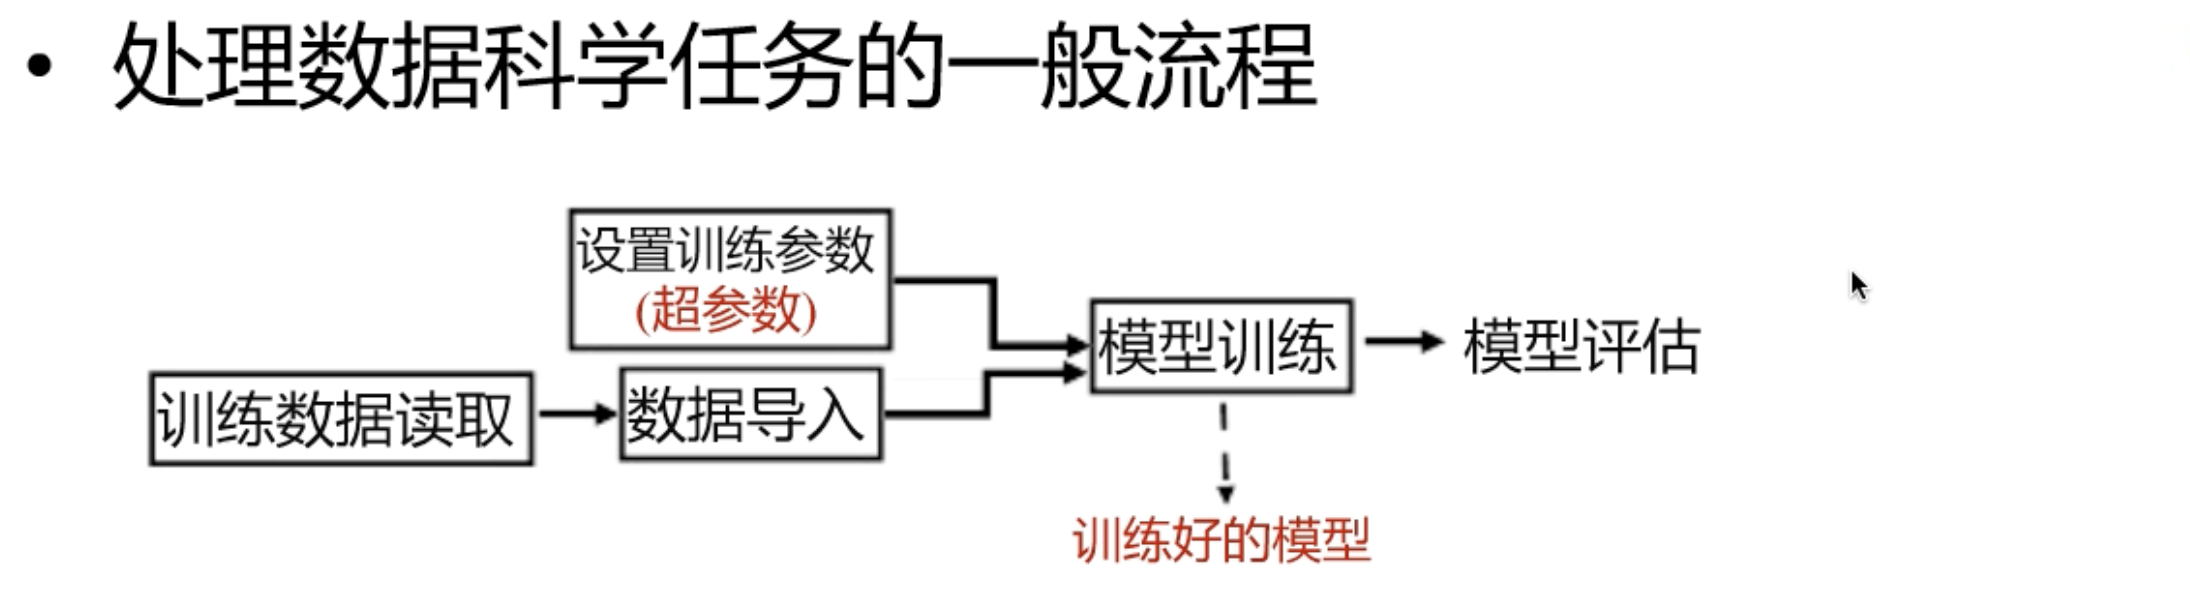 • 处理数据科学任务的一般流程
设置训练参数
(超参数)
训练数据读取
数据导入
模型训练
模型评估
训练好的模型